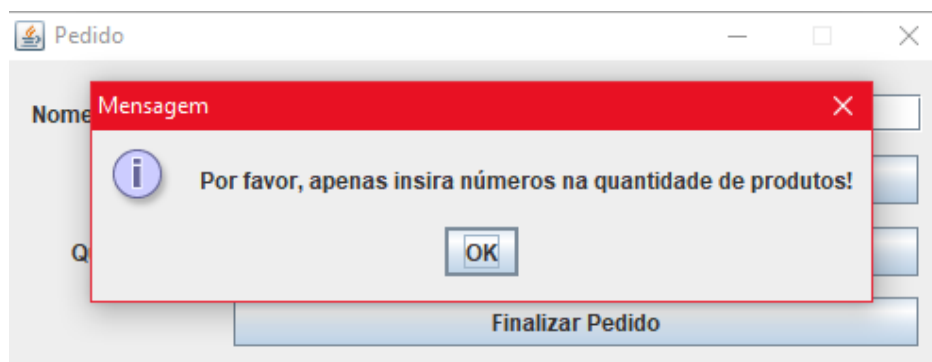 Pedido
Mensagem
Nome
Por favor, apenas insira números na quantidade de produtos!
OK
Finalizar Pedido